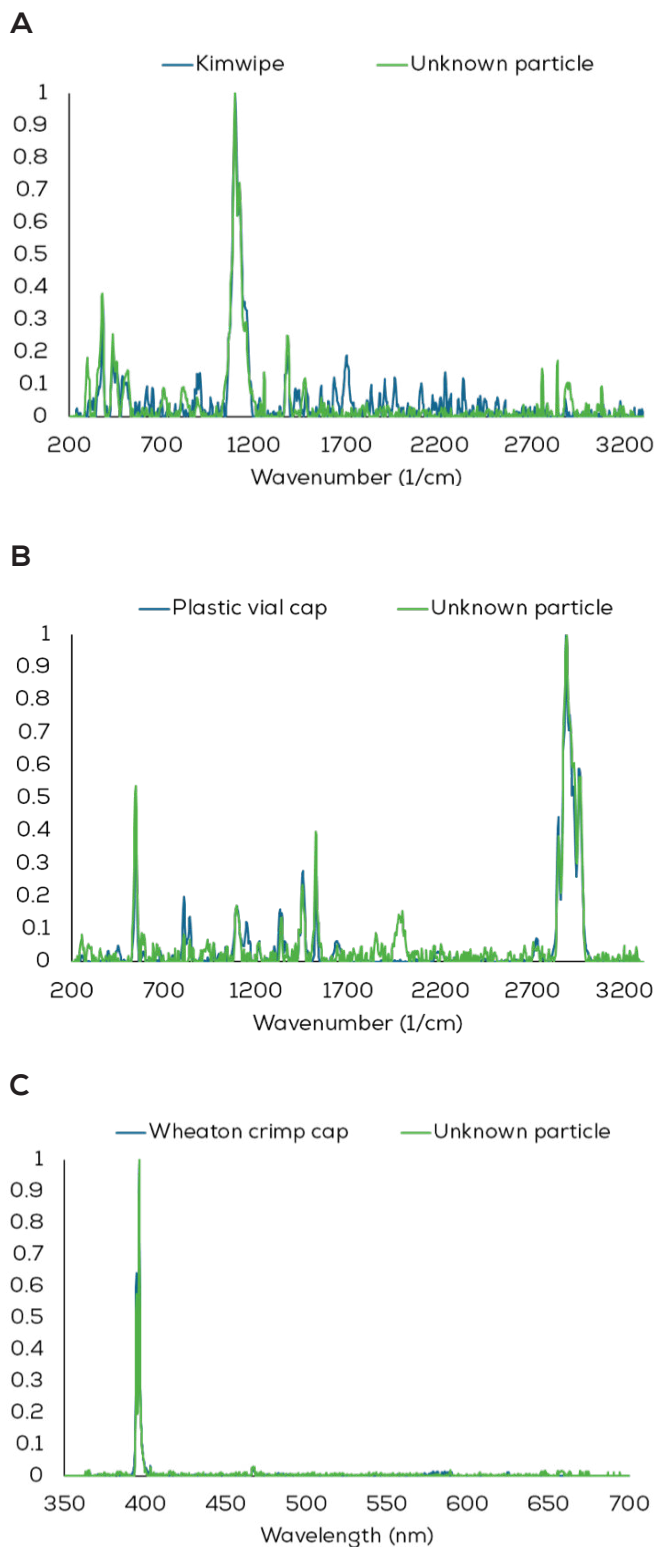 A
Kimwipe Unknown particle
1
0.9
0.8
0.7
0.6
0.5
0.4
0.3
0.2
0.1
0
200 700 1200 1700 2200 2700 3200
Wavenumber (1/cm)
B
Plastic vial cap Unknown particle
1
0.9
0.8
0.7
0.6
0.5
0.4
0.3
0.2
0.1
0
200 700 1200 1700 2200 2700 3200
Wavenumber (1/cm)
C
Wheaton crimp cap Unknown particle
1
0.9
0.8
0.7
0.6
0.5
0.4
0.3
0.2
0.1
0
350 400 450 500 550 600 650 700
Wavelength (nm)